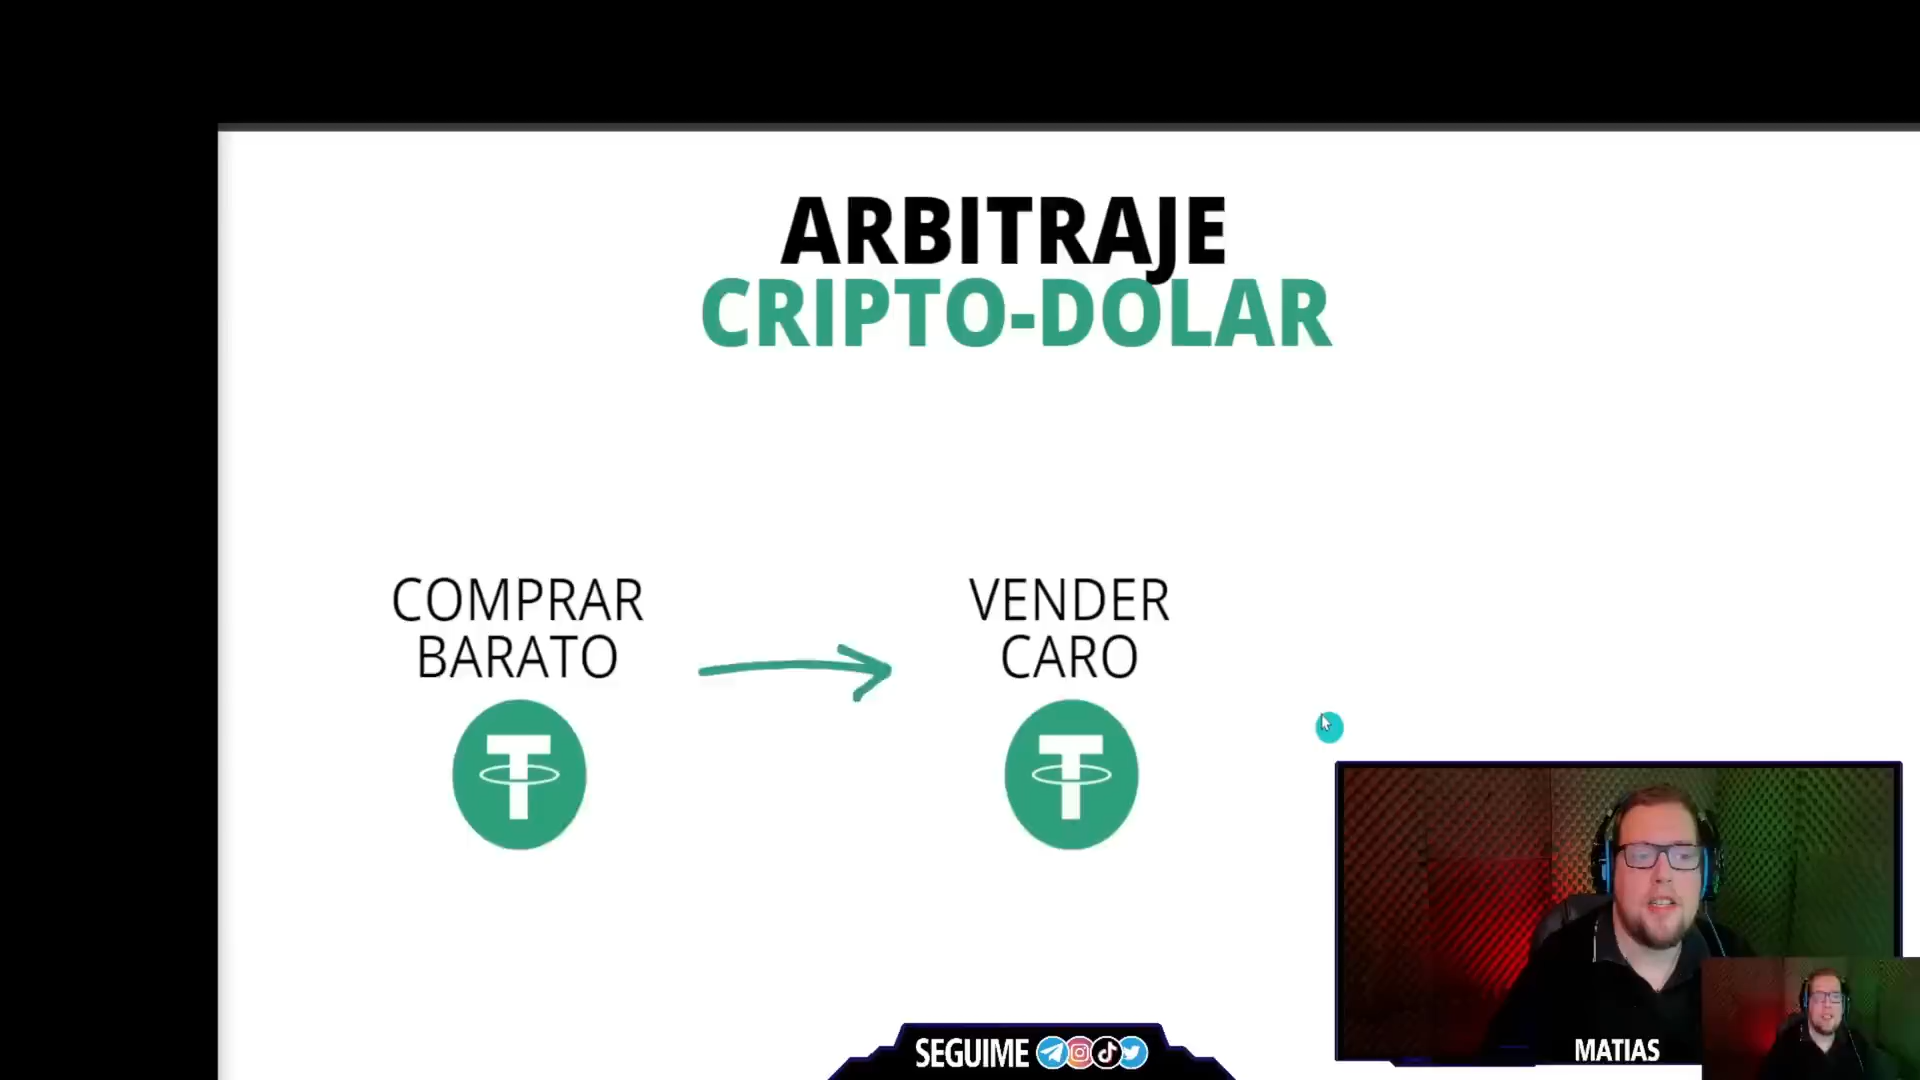 ARBITRAJE
CRIPTO-DOLAR
COMPRAR
BARATO
VENDER
CARO
SEGUIME
MATIAS